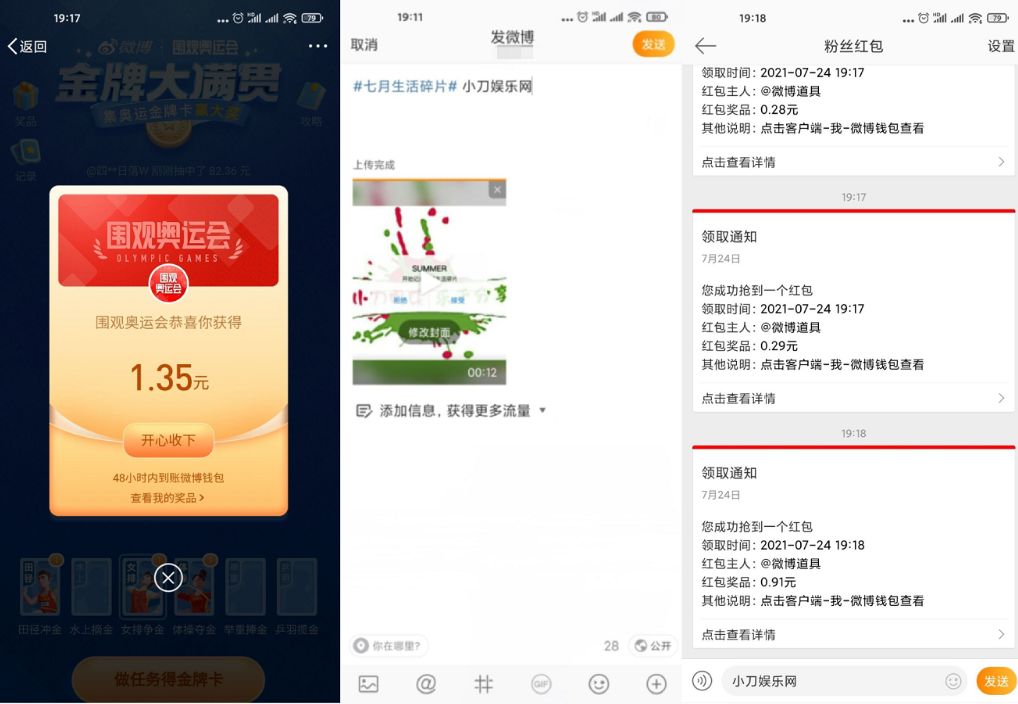 19:17
79
返回
微博 | 围观奥运会
金牌大满贯
集奥运金牌卡赢大奖
奖品
攻略
记录
@四**日落W 刚刚抽中了 82.36 元
围观奥运会
OLYMPIC GAMES
围观
奥运会
围观奥运会恭喜你获得
1.35元
开心收下
48小时内到账微博钱包
查看我的奖品>
田径
水上
女排
田径冲金
水上摘金
女排争金
体操夺金
举重捧金
乒羽揽金
做任务得金牌卡
19:11
80
取消
发微博
发送
#七月生活碎片# 小刀娱乐网
上传完成
SUMMER
拒绝
接受
修改封面
00:12
添加信息，获得更多流量
你在哪里?
28
公开
GIF
19:18
79
粉丝红包
设置
领取时间：2021-07-24 19:17
红包主人：@微博道具
红包奖品：0.28元
其他说明：点击客户端-我-微博钱包查看
点击查看详情
19:17
领取通知
7月24日
您成功抢到一个红包
领取时间：2021-07-24 19:17
红包主人：@微博道具
红包奖品：0.29元
其他说明：点击客户端-我-微博钱包查看
点击查看详情
19:18
领取通知
7月24日
您成功抢到一个红包
领取时间：2021-07-24 19:18
红包主人：@微博道具
红包奖品：0.91元
其他说明：点击客户端-我-微博钱包查看
点击查看详情
小刀娱乐网
发送